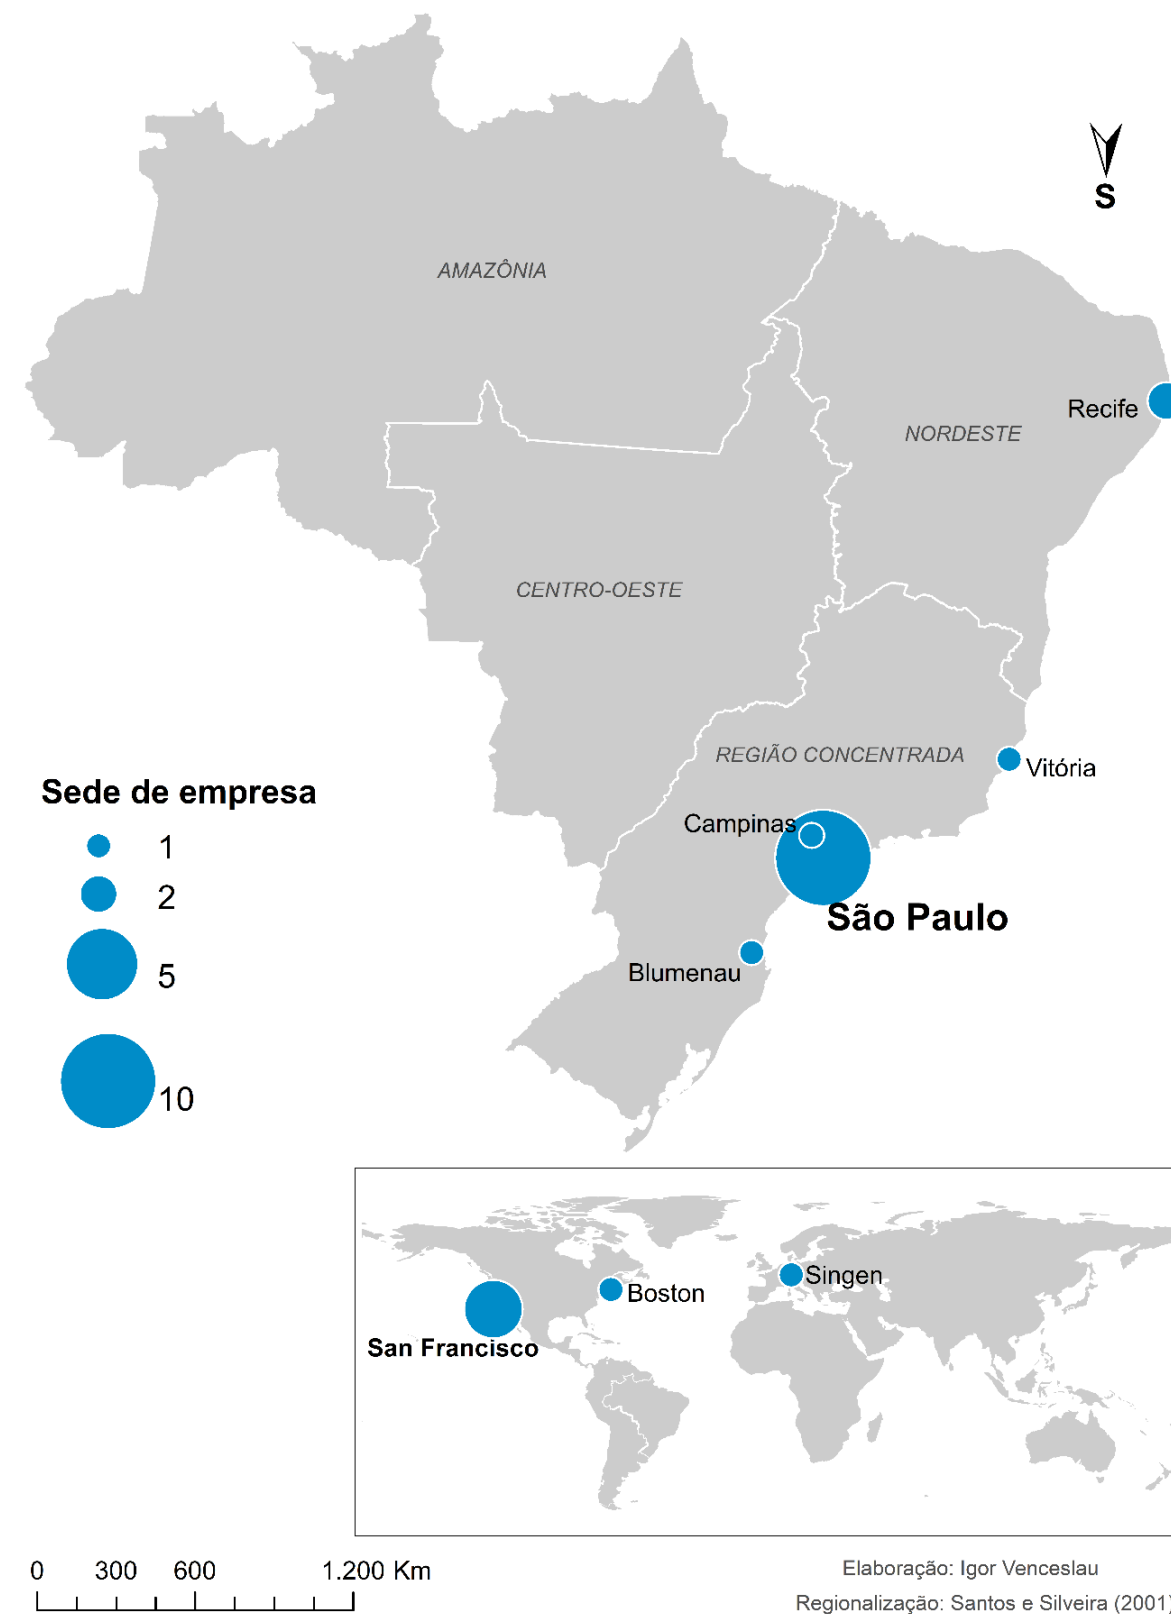 S
AMAZÔNIA
Recife
NORDESTE
CENTRO-OESTE
REGIÃO CONCENTRADA
Vitória
Sede de empresa
1
2
5
10
Campinas
São Paulo
Blumenau
Singen
Boston
San Francisco
0 300 600 1.200 Km
Elaboração: Igor Venceslau
Regionalização: Santos e Silveira (2001)